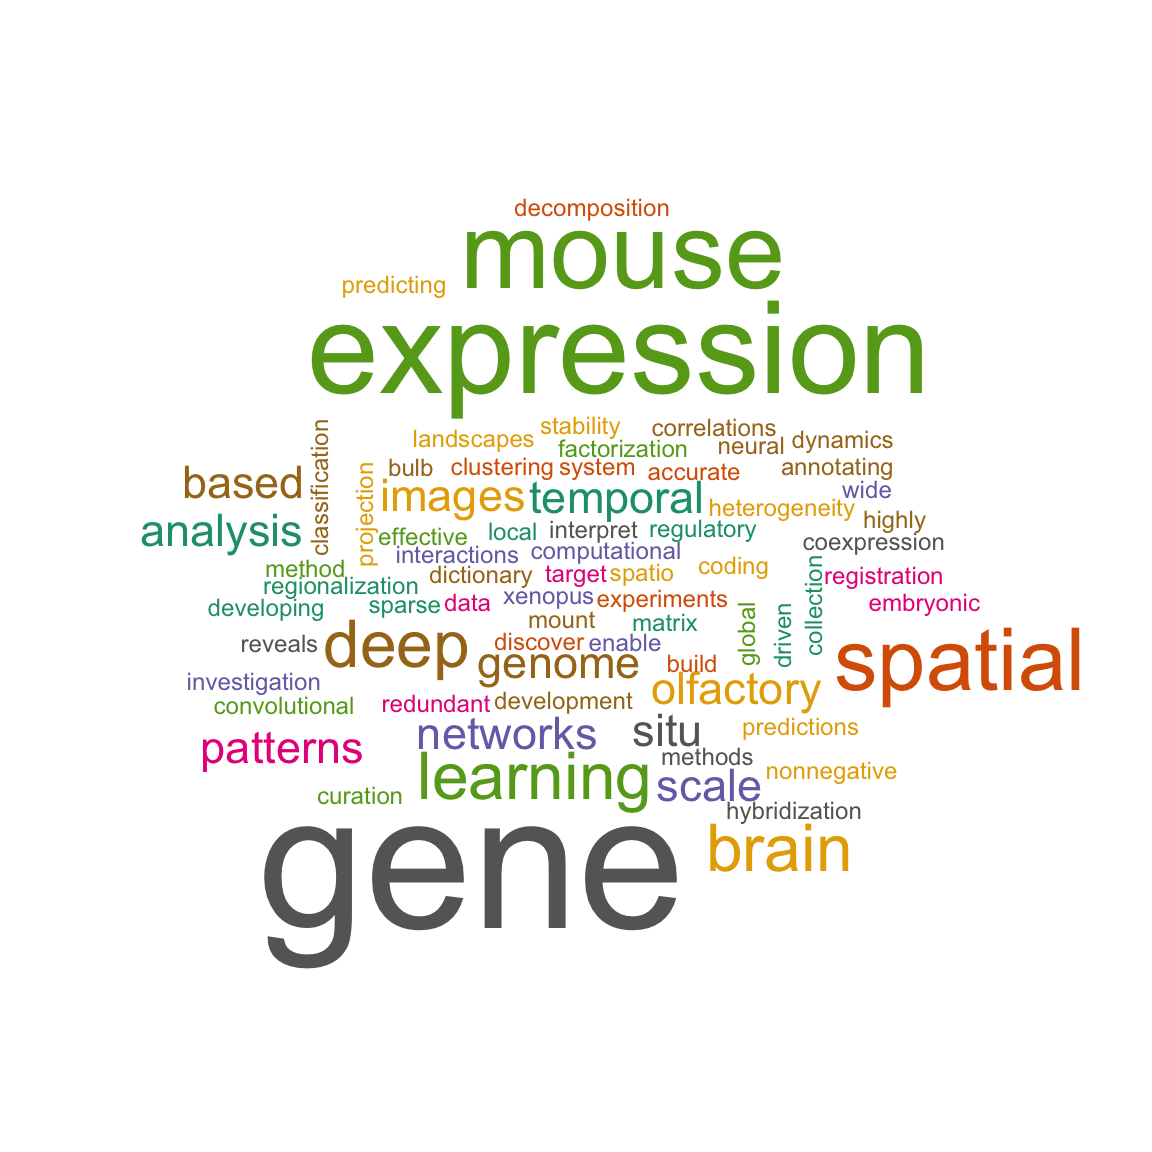 decomposition
mouse
predicting
expression
classification
stability
correlations
landscapes
factorization
neural
dynamics
based
projection
bulb
clustering
system
accurate
annotating
images
temporal
heterogeneity
wide
analysis
effective
local
interpret
regulatory
highly
interactions
computational
coexpression
method
dictionary
target
spatio
coding
collection
registration
regionalization
developing
sparse
data
xenopus
experiments
embryonic
mount
matrix
global
driven
reveals
deep
discover
enable
genome
build
spatial
investigation
olfactory
convolutional
redundant
development
patterns
networks
situ
predictions
methods
learning
scale
nonnegative
curation
hybridization
gene
brain